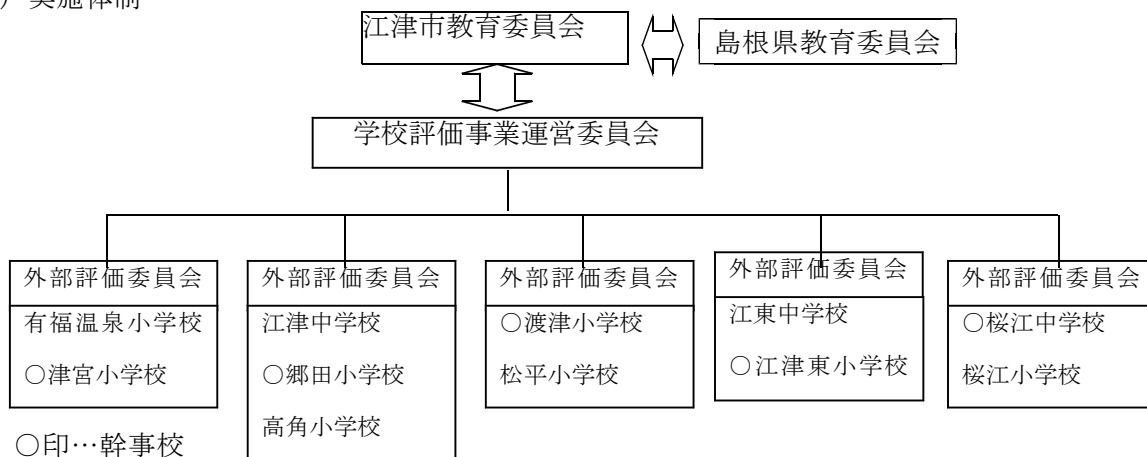 ）実施体制
江津市教育委員会
島根県教育委員会
学校評価事業運営委員会
外部評価委員会
有福温泉小学校
〇津宮小学校
外部評価委員会
江津中学校
〇郷田小学校
高角小学校
外部評価委員会
〇渡津小学校
松平小学校
外部評価委員会
江東中学校
〇江津東小学校
外部評価委員会
〇桜江中学校
桜江小学校
〇印…幹事校